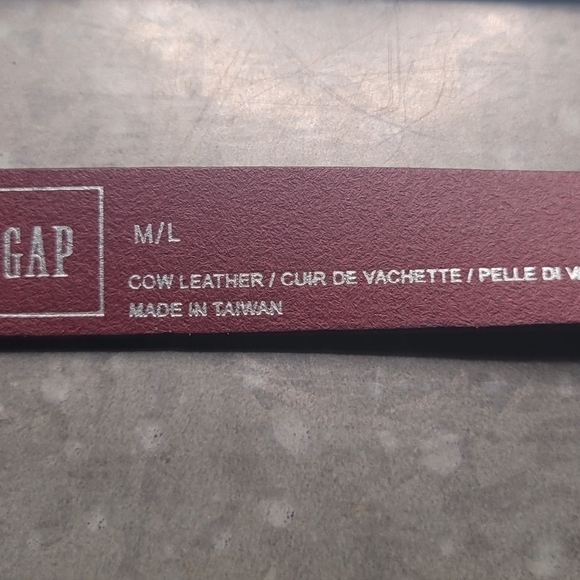 GAP
M/L
COW LEATHER / CUIR DE VACHETTE / PELLE DI
MADE IN TAIWAN